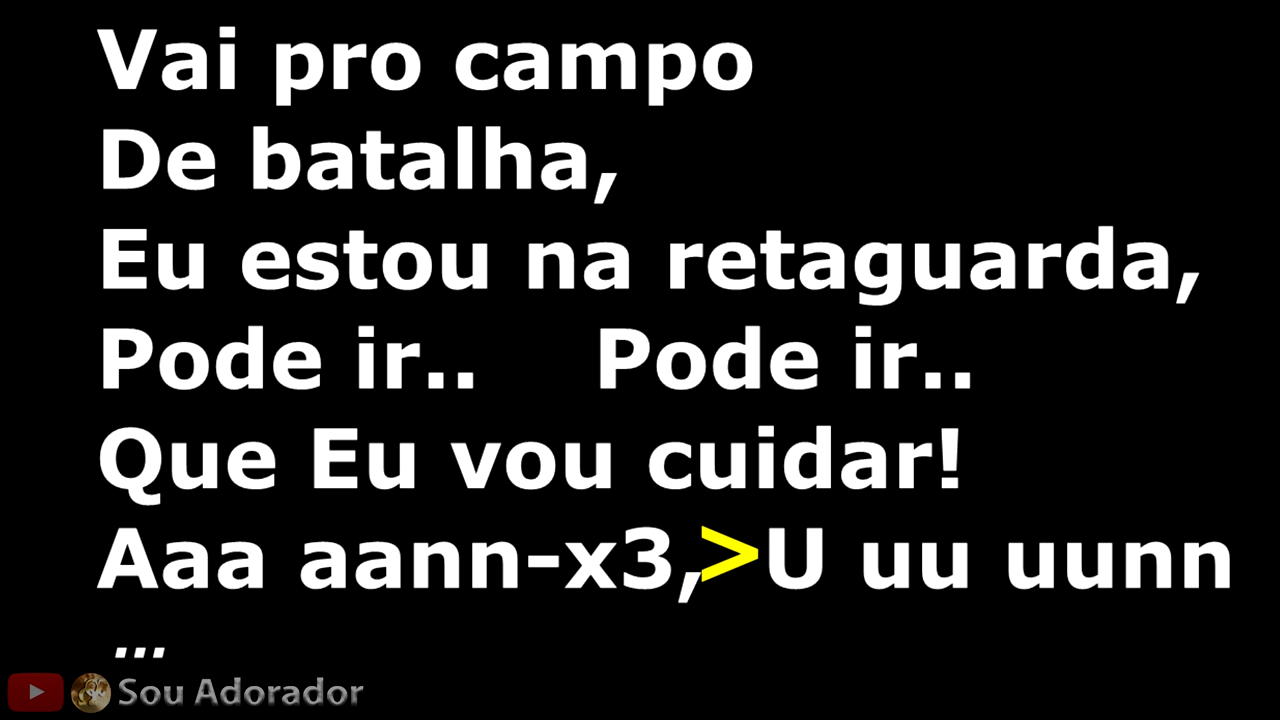 Vai pro campo
De batalha,
Eu estou na retaguarda,
Pode ir.. Pode ir..
Que Eu vou cuidar!
Aaa aann-x3,>U uu uunn
...
Sou Adorador